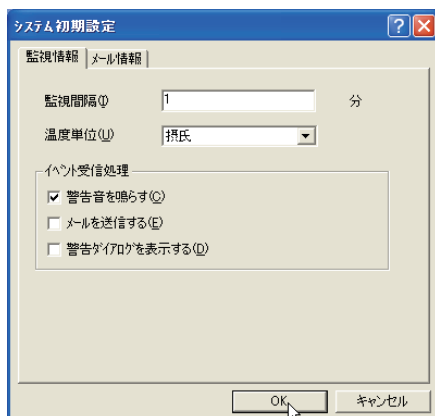 システム初期設定
監視情報 メール情報
監視間隔(I) 1 分
温度単位(U) 摂氏
イベント受信処理
警告音を鳴らす(C)
メールを送信する(E)
警告ダイアログを表示する(D)
OK キャンセル